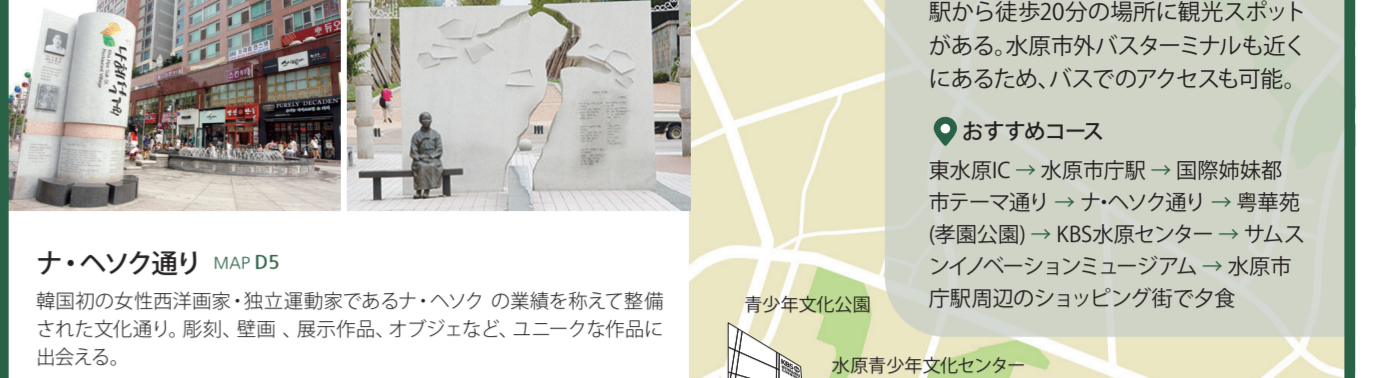 나혜석거리
PURELY DECADENT
ナ・ヘソク通り MAP D5
韓国初の女性西洋画家・独立運動家であるナ・ヘソク の業績を称えて整備
された文化通り。彫刻、壁画 、展示作品、オブジェなど、ユニークな作品に
出会える。
駅から徒歩20分の場所に観光スポット
がある。水原市外バスターミナルも近く
にあるため、バスでのアクセスも可能。
おすすめコース
東水原IC → 水原市庁駅 → 国際姉妹都
市テーマ通り → ナ・ヘソク通り → 粤華苑
(孝園公園) → KBS水原センター → サムス
ンイノベーションミュージアム → 水原市
庁駅周辺のショッピング街で夕食
青少年文化公園
KBS
水原青少年文化センター